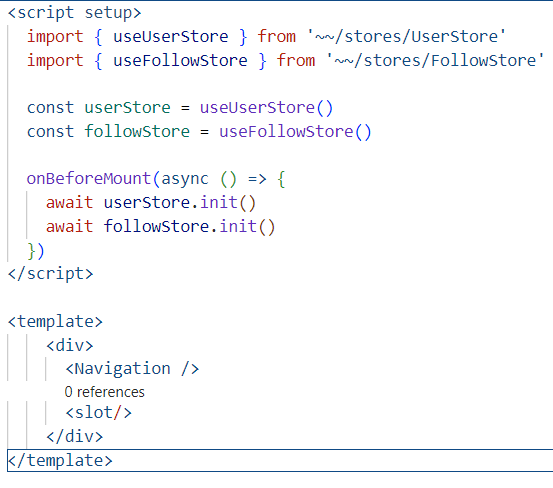 <script setup>
import { useUserStore } from '~~/stores/UserStore'
import { useFollowStore } from '~~/stores/FollowStore'
const userStore = useUserStore()
const followStore = useFollowStore()
onBeforeMount(async () => {
await userStore.init()
await followStore.init()
})
</script>
<template>
<div>
<Navigation />
0 references
<slot/>
</div>
</template>